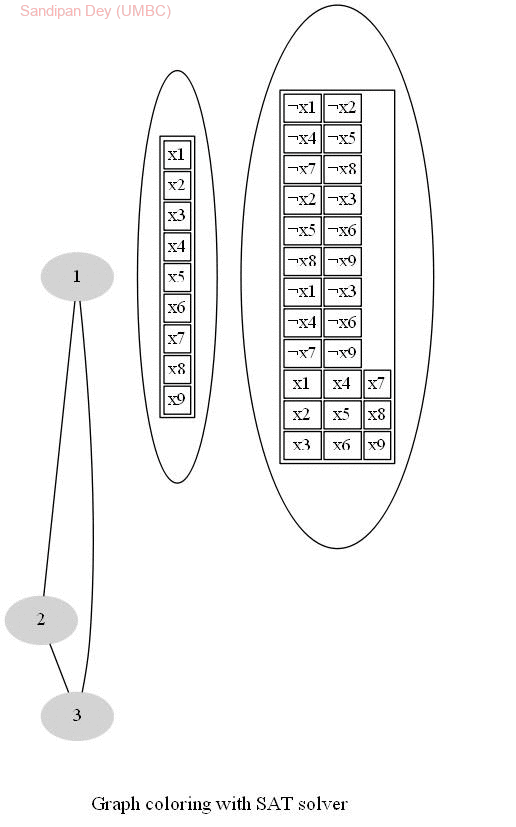 Sandipan Dey (UMBC)
x1
x2
x3
x4
x5
x6
x7
x8
x9
¬x1 ¬x2
¬x4 ¬x5
¬x7 ¬x8
¬x2 ¬x3
¬x5 ¬x6
¬x8 ¬x9
¬x1 ¬x3
¬x4 ¬x6
¬x7 ¬x9
x1 x4 x7
x2 x5 x8
x3 x6 x9
1
2
3
Graph coloring with SAT solver